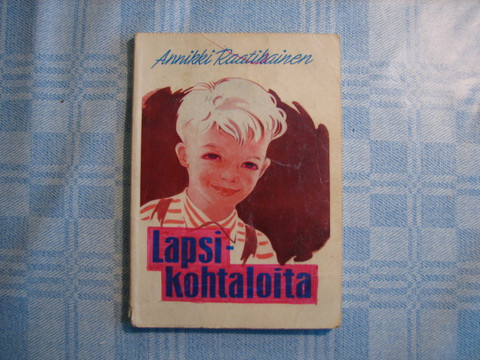 Annikki Raatikainen
Lapsi-
kohtaloita